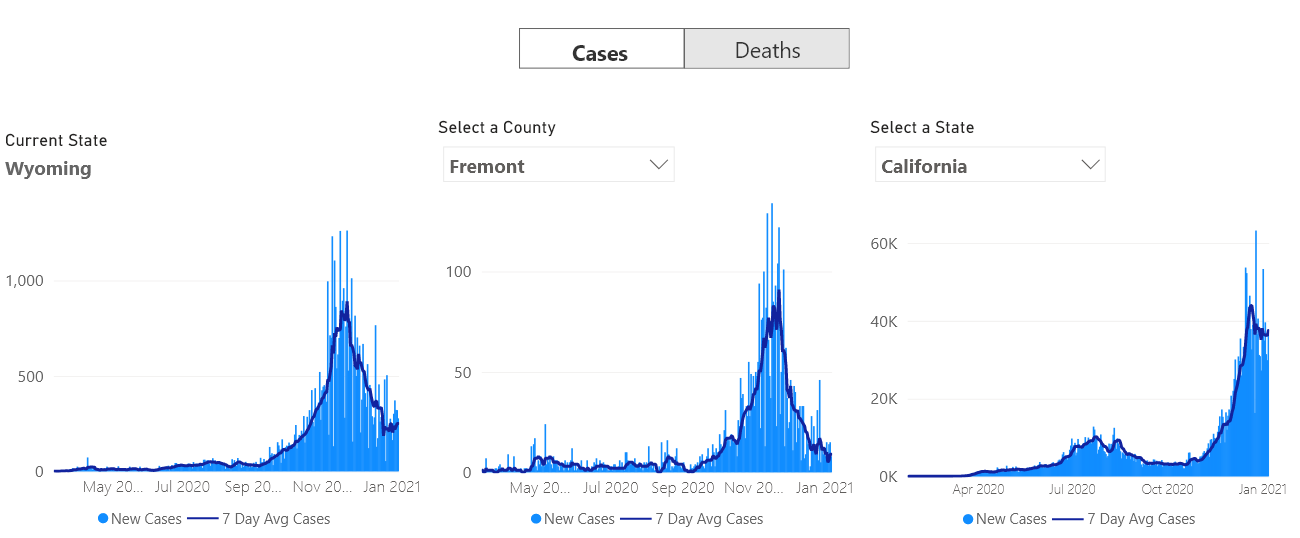 Cases
Deaths
Current State
Wyoming
1,000
500
0
May 20... Jul 2020 Sep 20... Nov 20... Jan 2021
New Cases 7 Day Avg Cases
Select a County
Fremont
100
50
0
May 20... Jul 2020 Sep 2020 Nov 20... Jan 2021
New Cases 7 Day Avg Cases
Select a State
California
60K
40K
20K
0K
Apr 2020 Jul 2020 Oct 2020 Jan 2021
New Cases 7 Day Avg Cases